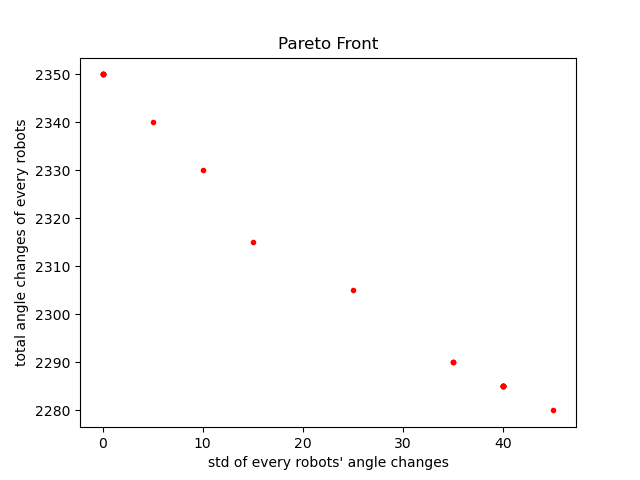 Pareto Front
2350
2340
2330
2320
2310
2300
2290
2280
total angle changes of every robots
0 10 20 30 40
std of every robots' angle changes